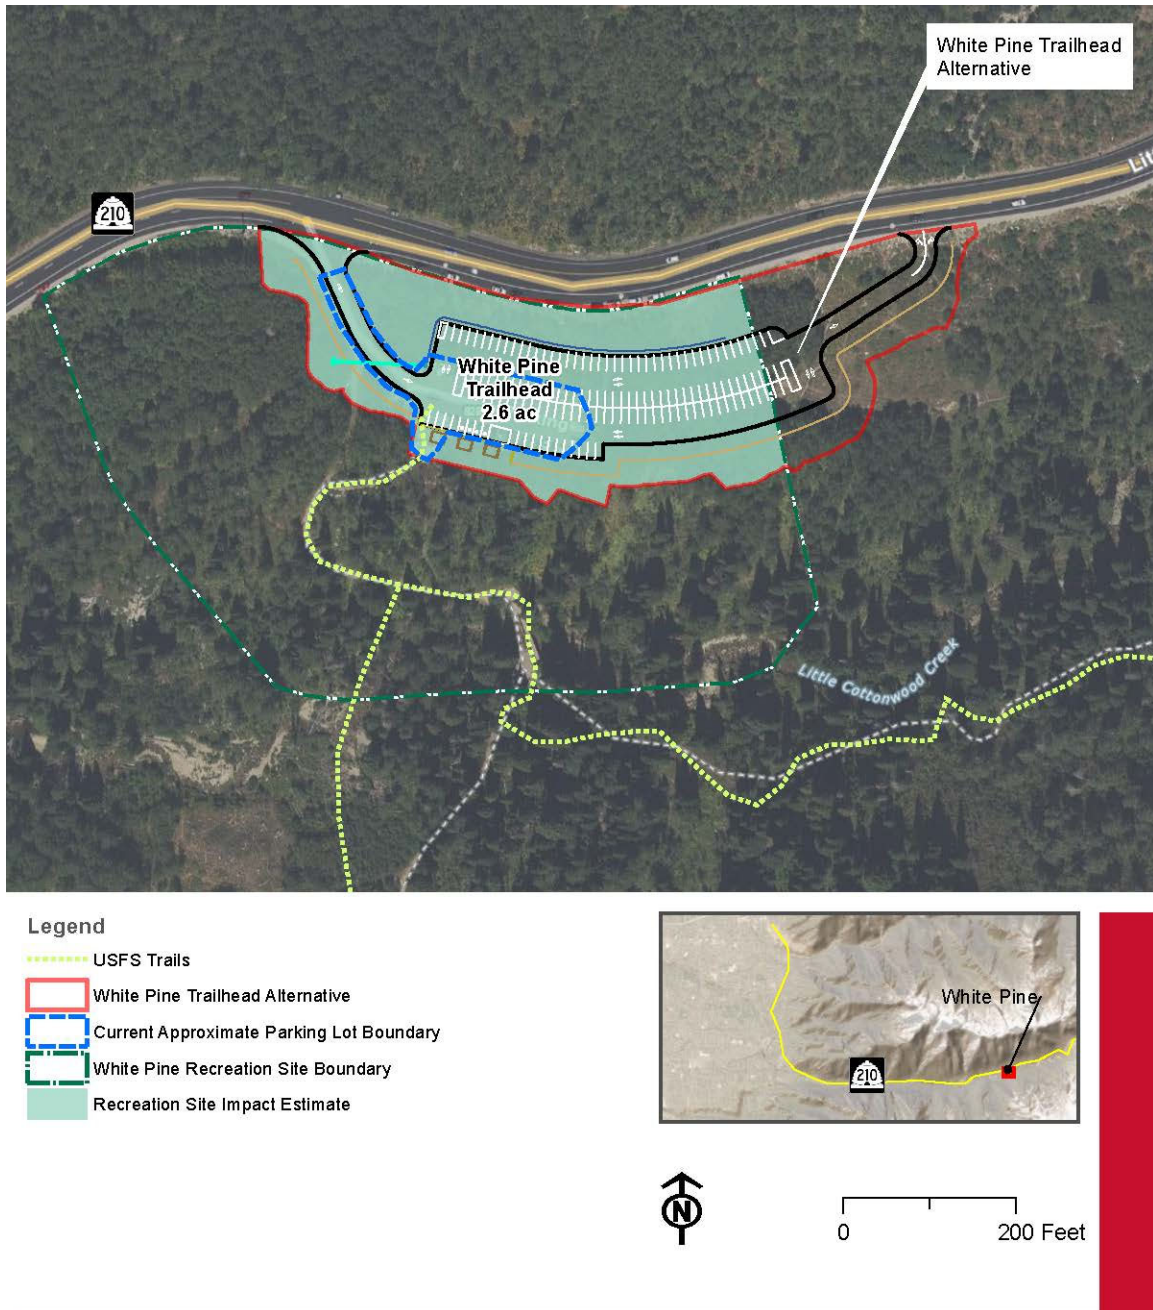 White Pine Trailhead
Alternative
210
White Pine
Trailhead
2.6 ac
Little Cottonwood Creek
Legend
USFS Trails
White Pine Trailhead Alternative
Current Approximate Parking Lot Boundary
White Pine Recreation Site Boundary
Recreation Site Impact Estimate
White Pine
210
N
0
200 Feet